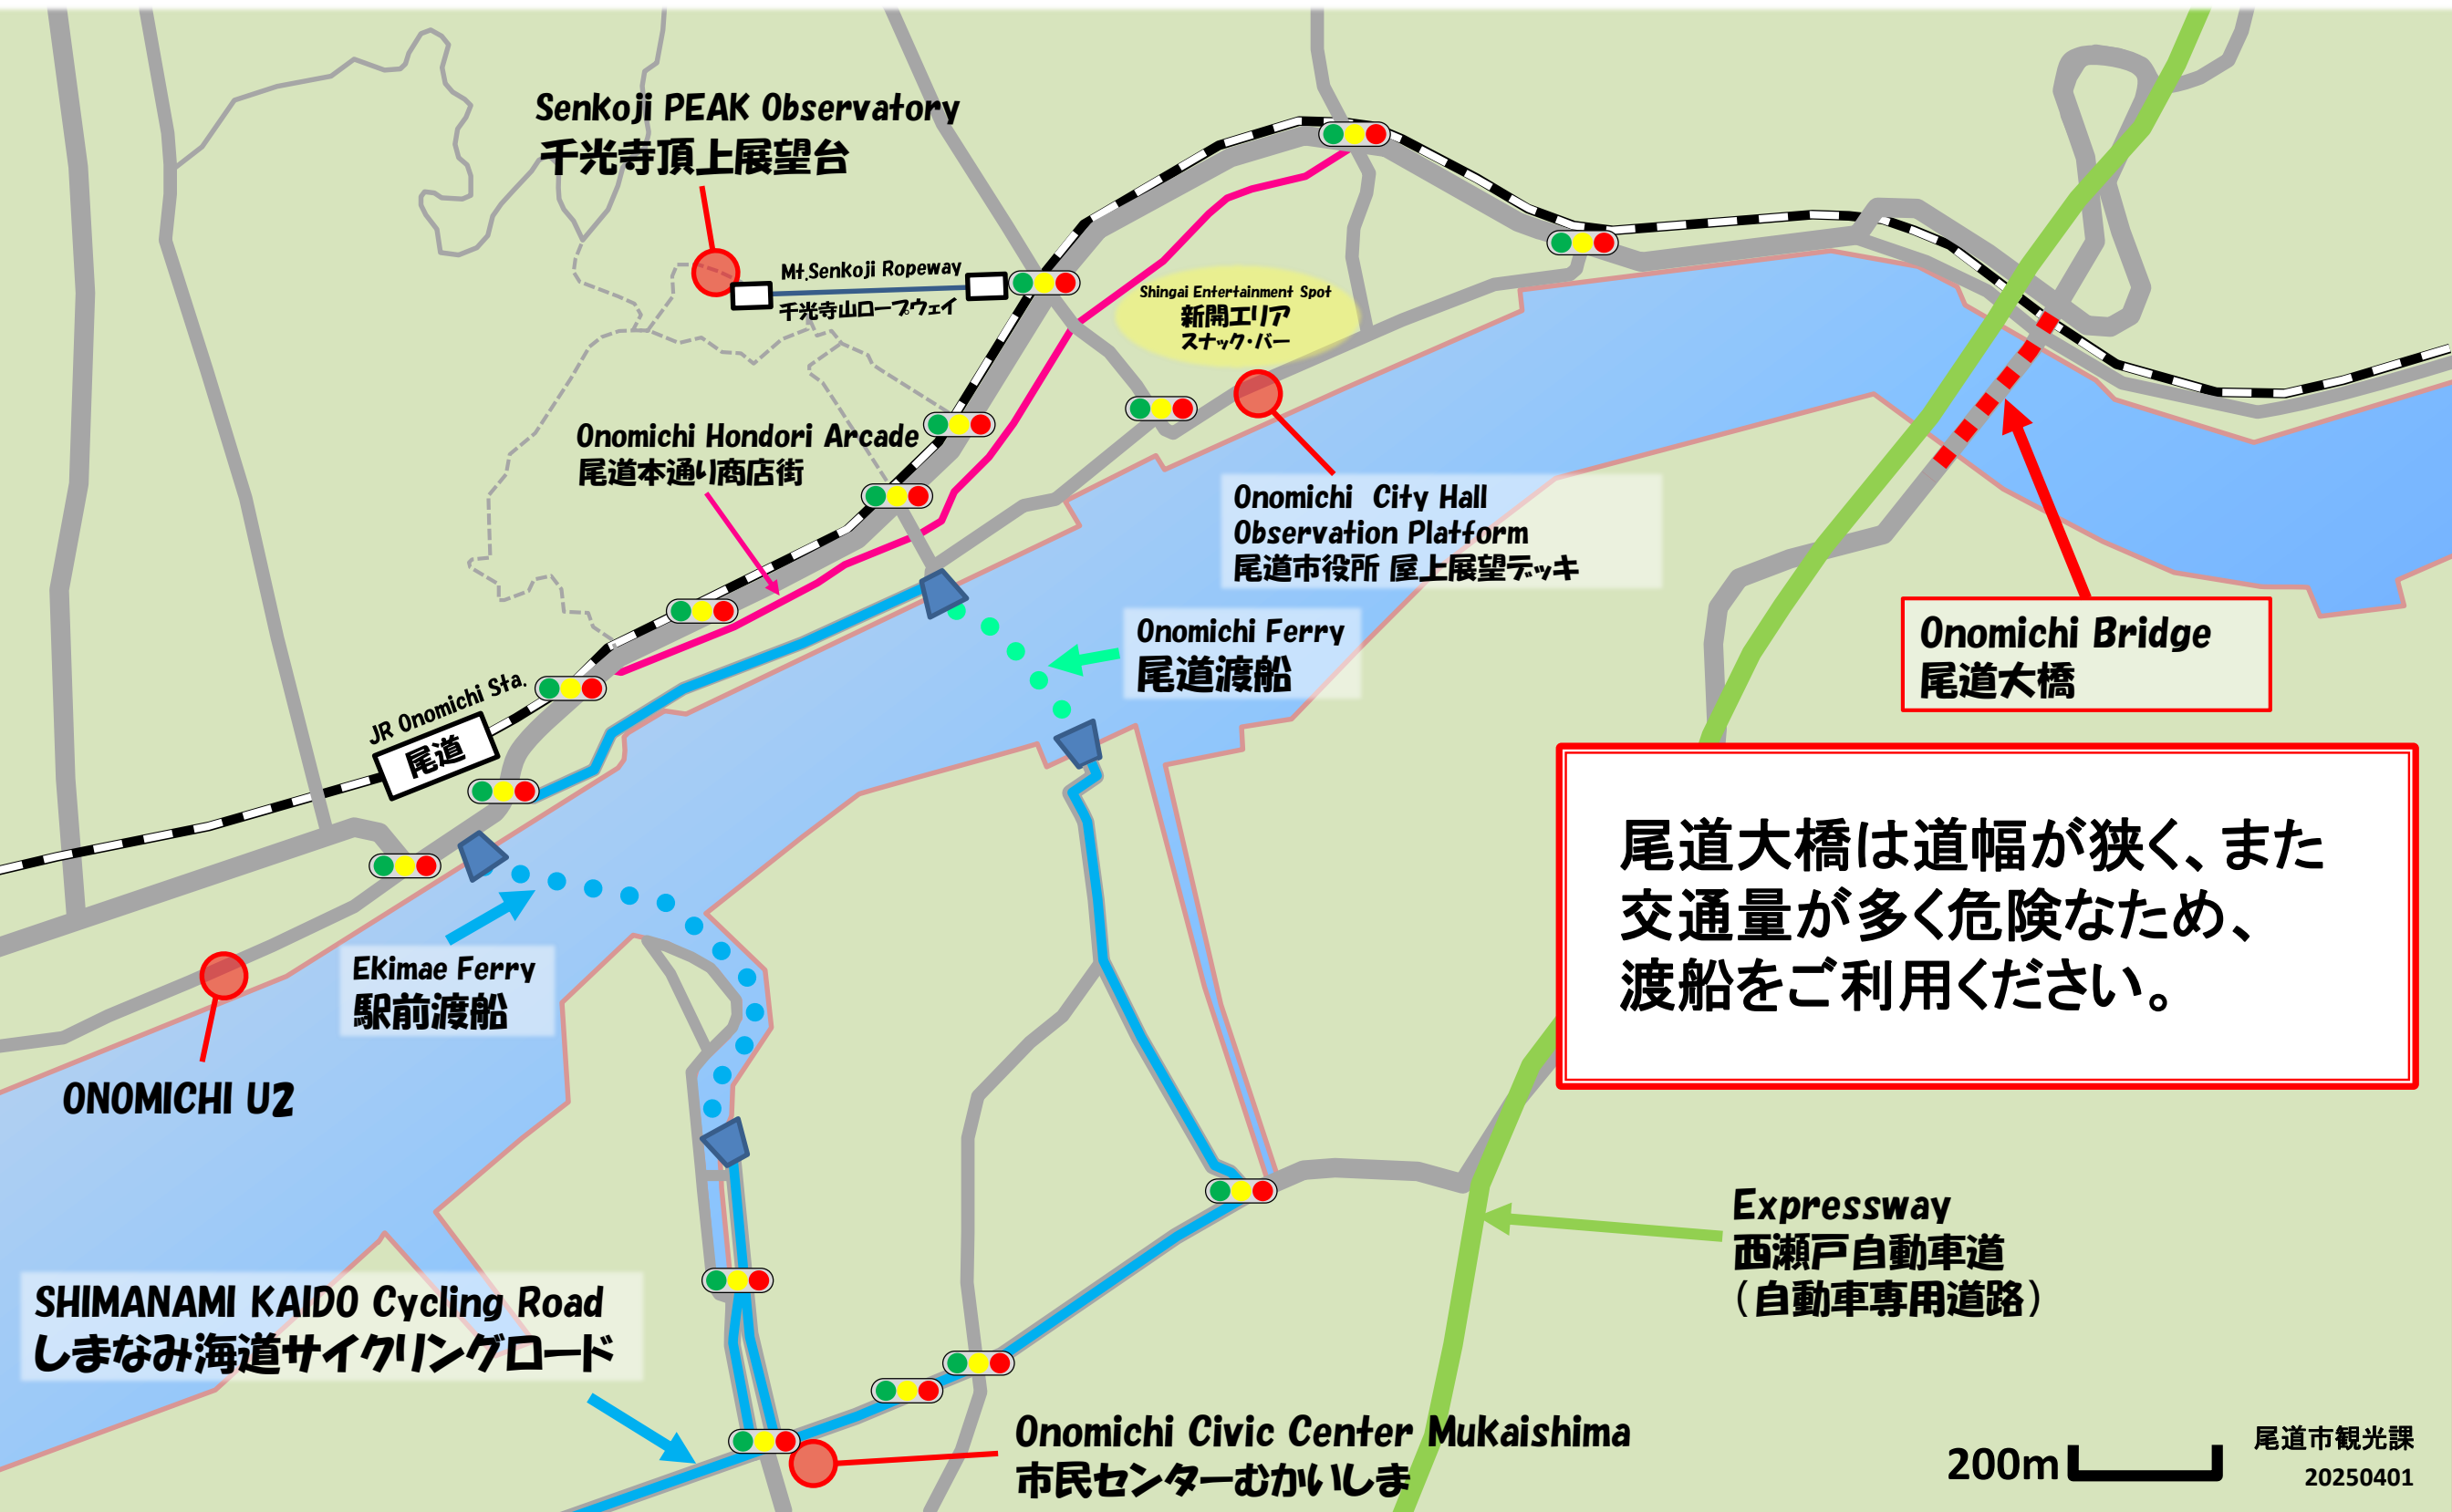 Senkoji PEAK Observatory
千光寺頂上展望台
Mt.Senkoji Ropeway
千光寺山ロープウェイ
Shingai Entertainment Spot
新開エリア
スナック・バー
Onomichi Hondori Arcade
尾道本通り商店街
Onomichi City Hall
Observation Platform
尾道市役所 屋上展望デッキ
Onomichi Ferry
尾道渡船
Onomichi Bridge
尾道大橋
JR Onomichi Sta.
尾道
尾道大橋は道幅が狭く、また
交通量が多く危険なため、
渡船をご利用ください。
Ekimae Ferry
駅前渡船
ONOMICHI U2
Expressway
西瀬戸自動車道
（自動車専用道路）
SHIMANAMI KAIDO Cycling Road
しまなみ海道サイクリングロード
Onomichi Civic Center Mukaishima
市民センターむかいしま
200m
尾道市観光課
20250401